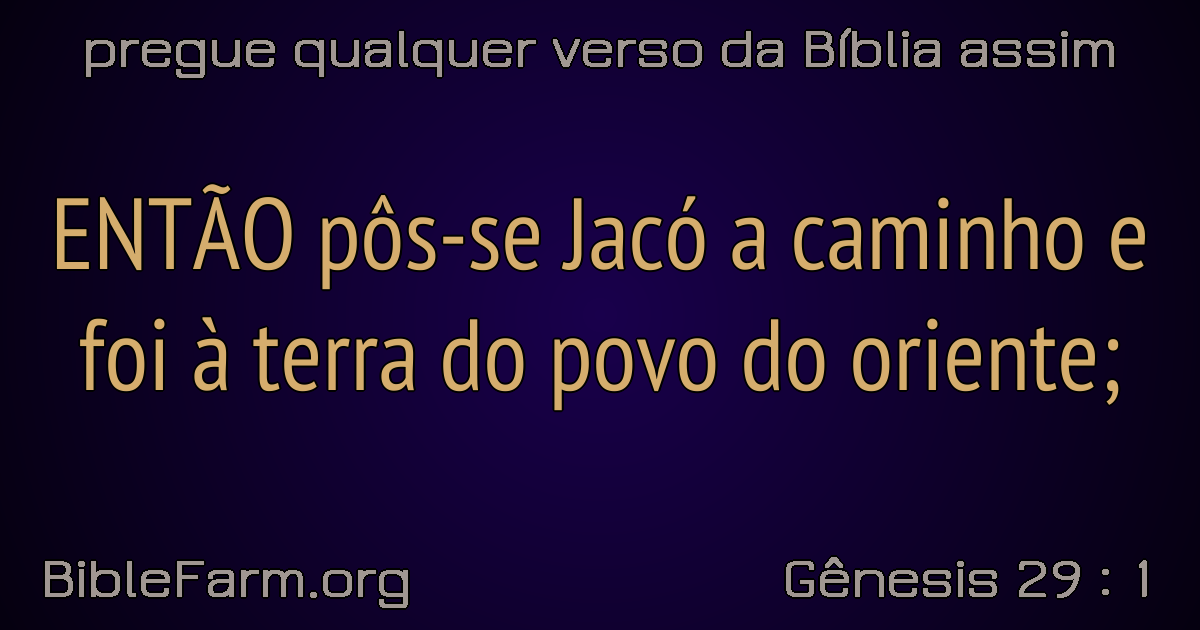 pregue qualquer verso da Bíblia assim
ENTÃO pôs-se Jacó a caminho e
foi à terra do povo do oriente;
BibleFarm.org
Gênesis 29 : 1